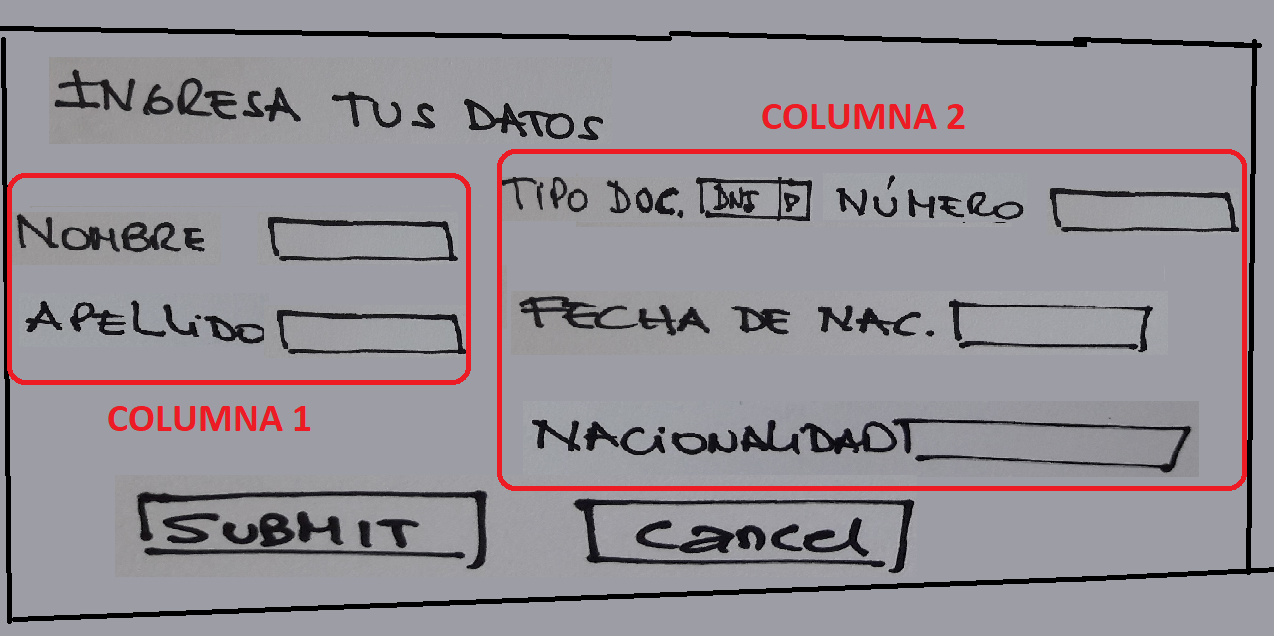 INGRESA TUS DATOS
COLUMNA 1
NOMBRE
APELLIDO
COLUMNA 2
TIPO DOC. DNI NÚMERO
FECHA DE NAC.
NACIONALIDAD
SUBMIT
Cancel